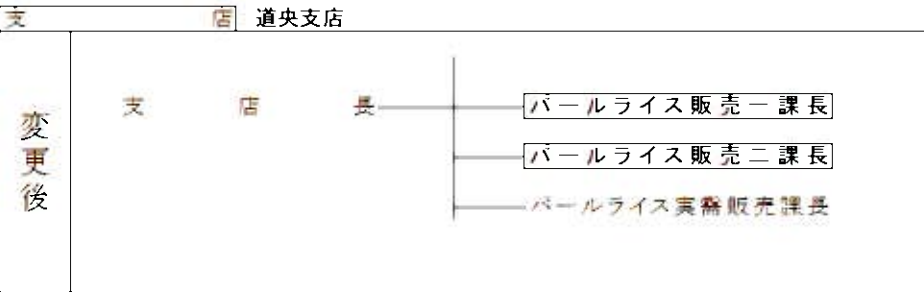 支店 道央支店
変更後
支店長
パールライス販売一課長
パールライス販売二課長
パールライス実需販売課長